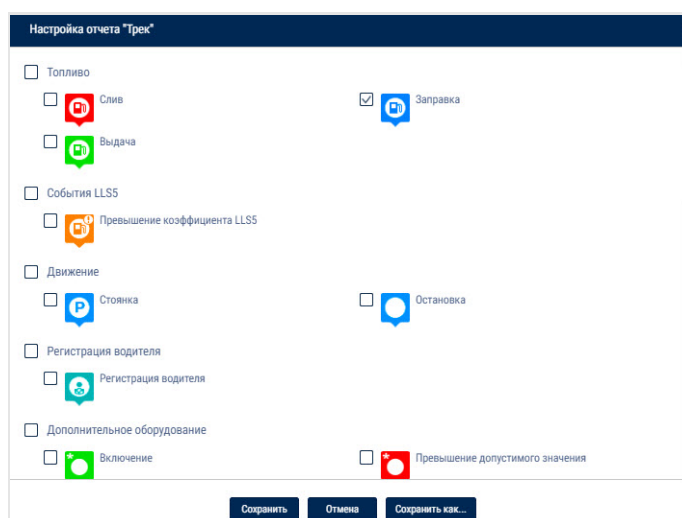 Настройка отчета "Трек"
Топливо
Слив
Заправка
Выдача
События LLS5
Превышение коэффициента LLS5
Движение
P
Стоянка
Остановка
Регистрация водителя
Регистрация водителя
Дополнительное оборудование
Включение
Превышение допустимого значения
Сохранить
Отмена
Сохранить как...